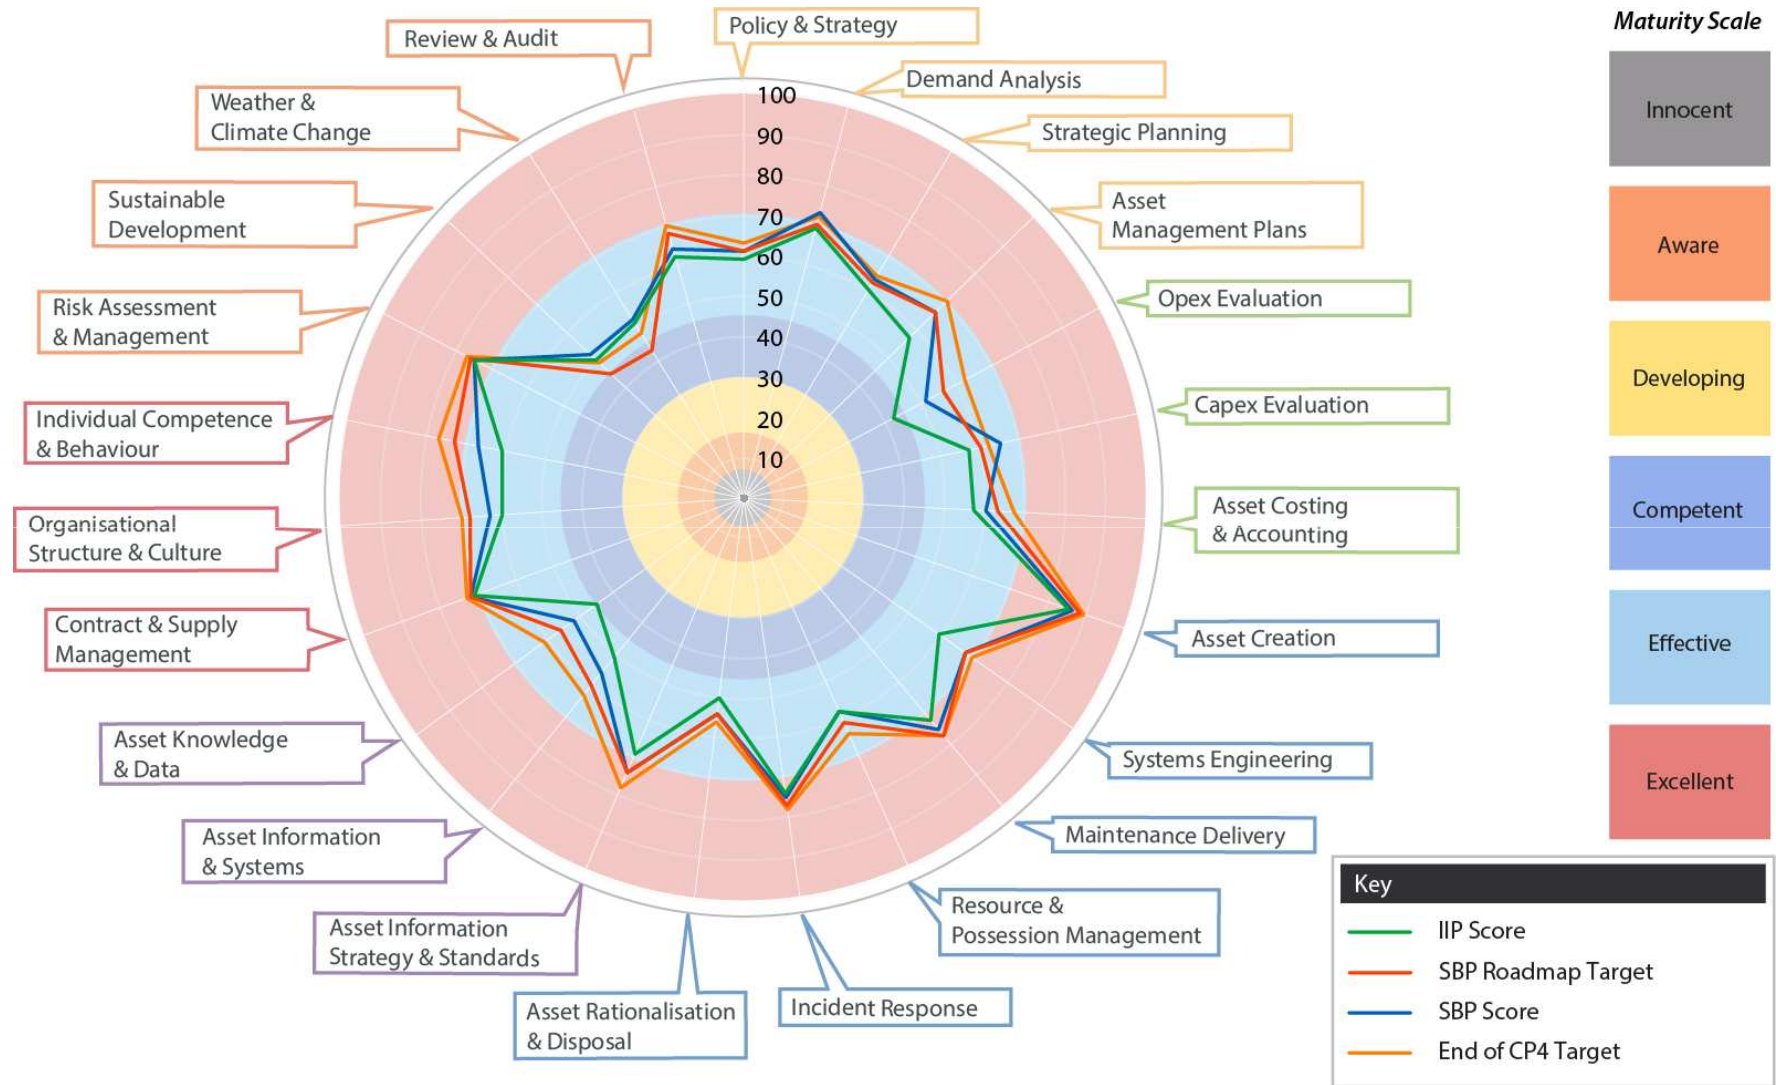 Maturity Scale
Policy & Strategy
Review & Audit
Demand Analysis
Weather &
Climate Change
Strategic Planning
Sustainable
Development
Asset
Management Plans
Risk Assessment
& Management
Opex Evaluation
Individual Competence
& Behaviour
Capex Evaluation
Organisational
Structure & Culture
Asset Costing
& Accounting
Contract & Supply
Management
Asset Creation
Asset Knowledge
& Data
Systems Engineering
Asset Information
& Systems
Maintenance Delivery
Asset Information
Strategy & Standards
Resource &
Possession Management
Asset Rationalisation
& Disposal
Incident Response
100
90
80
70
60
50
40
30
20
10
Innocent
Aware
Developing
Competent
Effective
Excellent
Key
IIP Score
SBP Roadmap Target
SBP Score
End of CP4 Target